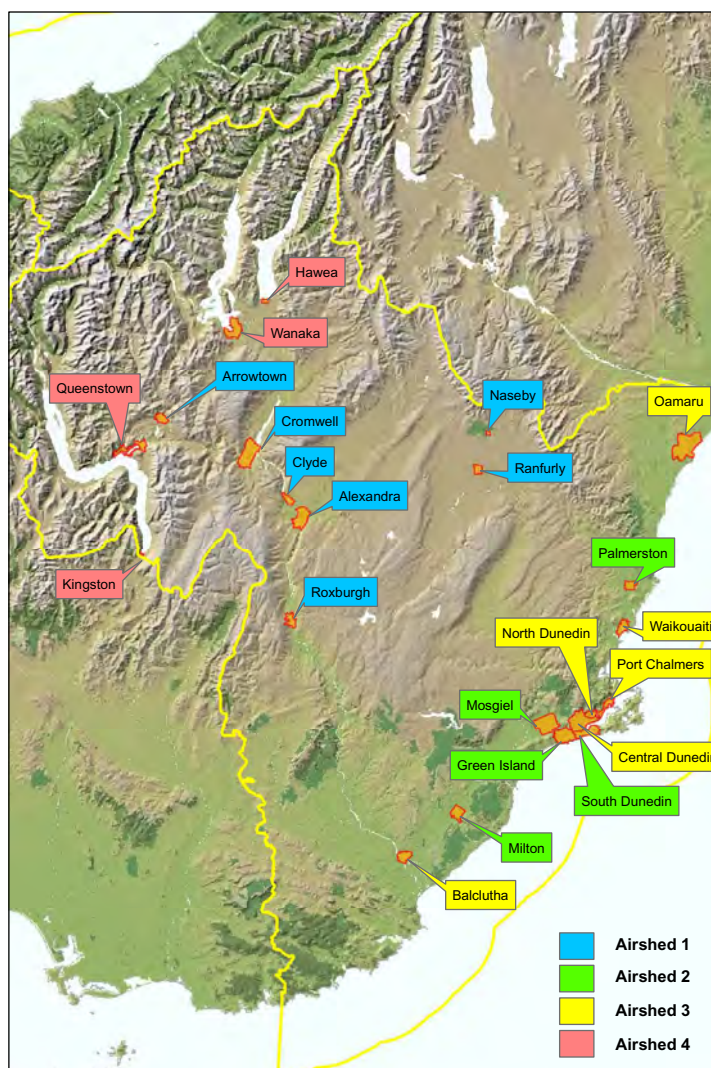 Hawea
Wanaka
Queenstown
Arrowtown
Naseby
Oamaru
Cromwell
Clyde
Ranfurly
Alexandra
Palmerston
Kingston
Roxburgh
Waikouaiti
North Dunedin
Port Chalmers
Mosgiel
Central Dunedin
Green Island
South Dunedin
Milton
Balclutha
Airshed 1
Airshed 2
Airshed 3
Airshed 4